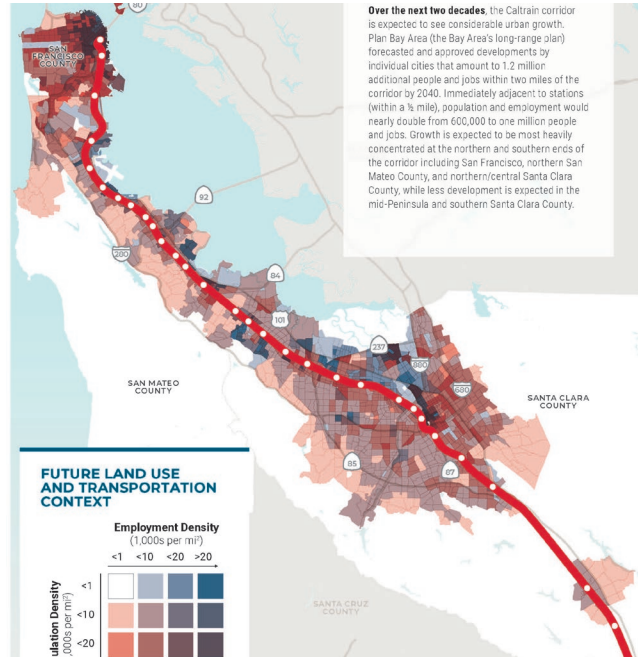 80
Over the next two decades, the Caltrain corridor
is expected to see considerable urban growth.
Plan Bay Area (the Bay Area's long-range plan)
forecasted and approved developments by
individual cities that amount to 1.2 million
additional people and jobs within two miles of the
corridor by 2040. Immediately adjacent to stations
(within a ½ mile), population and employment would
nearly double from 600,000 to one million people
and jobs. Growth is expected to be most heavily
concentrated at the northern and southern ends of
the corridor including San Francisco, northern San
Mateo County, and northern/central Santa Clara
County, while less development is expected in the
mid-Peninsula and southern Santa Clara County.
SAN
FRANCISCO
COUNTY
92
280
84
101
237
880
680
SAN MATEO
COUNTY
SANTA CLARA
COUNTY
85
87
SANTA CRUZ
COUNTY
FUTURE LAND USE
AND TRANSPORTATION
CONTEXT
Employment Density
(1,000s per mi²)
<1 <10 <20 >20
<1
<10
<20
ulation Density
,000s per mi²)